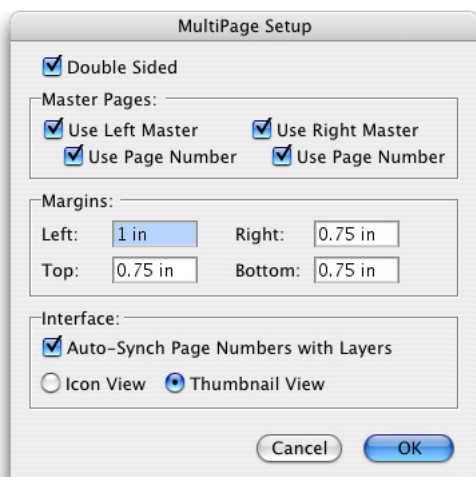 MultiPage Setup
Double Sided
Master Pages:
Use Left Master Use Right Master
Use Page Number Use Page Number
Margins:
Left: 1 in Right: 0.75 in
Top: 0.75 in Bottom: 0.75 in
Interface:
Auto-Synch Page Numbers with Layers
Icon View Thumbnail View
Cancel OK